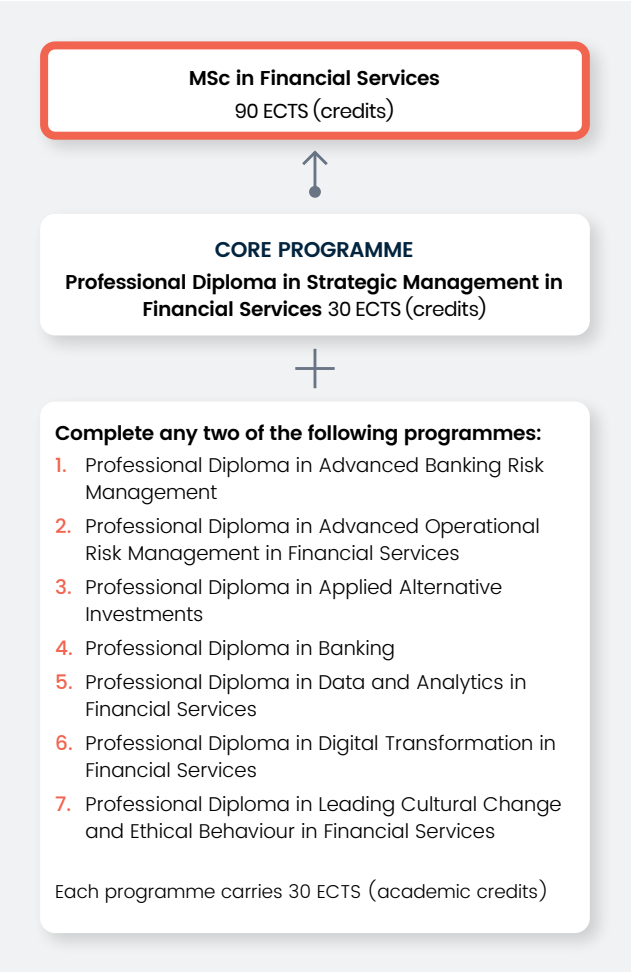 MSc in Financial Services
90 ECTS (credits)
CORE PROGRAMME
Professional Diploma in Strategic Management in
Financial Services 30 ECTS (credits)
Complete any two of the following programmes:
1. Professional Diploma in Advanced Banking Risk
Management
2. Professional Diploma in Advanced Operational
Risk Management in Financial Services
3. Professional Diploma in Applied Alternative
Investments
4. Professional Diploma in Banking
5. Professional Diploma in Data and Analytics in
Financial Services
6. Professional Diploma in Digital Transformation in
Financial Services
7. Professional Diploma in Leading Cultural Change
and Ethical Behaviour in Financial Services
Each programme carries 30 ECTS (academic credits)